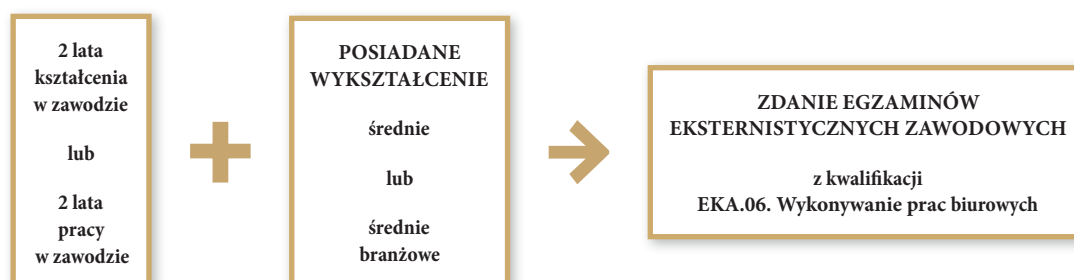 2 lata
kształcenia
w zawodzie
lub
2 lata
pracy
w zawodzie
POSIADANE
WYKSZTAŁCENIE
średnie
lub
średnie
branżowe
ZDANIE EGZAMINÓW
EKSTERNISTYCZNYCH ZAWODOWYCH
z kwalifikacji
EKA.06. Wykonywanie prac biurowych